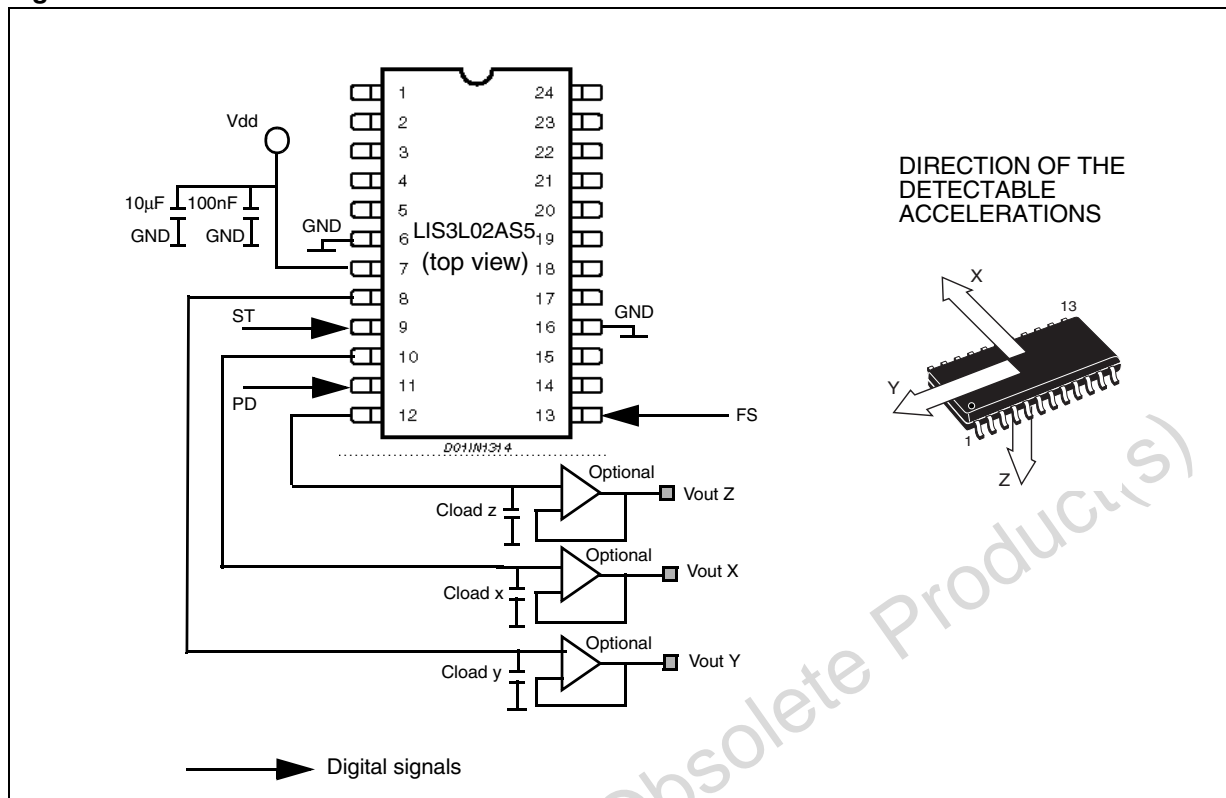 1
2
3
4
5
6
7
8
9
10
11
12
24
23
22
21
20
19
18
17
16
15
14
13
LIS3L02AS5
(top view)
D01IN1314
Vdd
10µF
100nF
GND
GND
GND
GND
ST
PD
FS
Optional
Cload z
Vout Z
Optional
Cload x
Vout X
Optional
Cload y
Vout Y
Digital signals
DIRECTION OF THE
DETECTABLE
ACCELERATIONS
X
13
Y
1
Z
Obsolete Product(s)